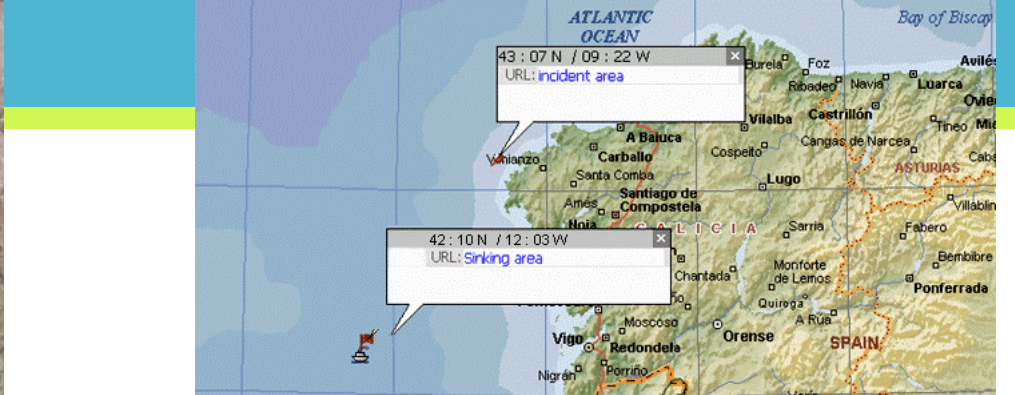 ATLANTIC
OCEAN
Bay of Biscay
43 : 07 N / 09 : 22 W
URL: incident area
Burela
Foz
Ribadeo
Navia
Luarca
Avilés
Vilalba
Castrillón
Tineo
A Baiuca
Cospeito
Cangas de Narcea
Carballo
ASTURIAS
Santa Comba
Lugo
Santiago de
Compostela
Ames
Noia
GALICIA
Sarria
Fabero
42 : 10 N / 12 : 03 W
URL: Sinking area
Bembibre
Chantada
Monforte
de Lemos
Ponferrada
Quiroga
A Rúa
Moscoso
Vigo
Redondela
Orense
SPAIN
Nigrán
Porriño